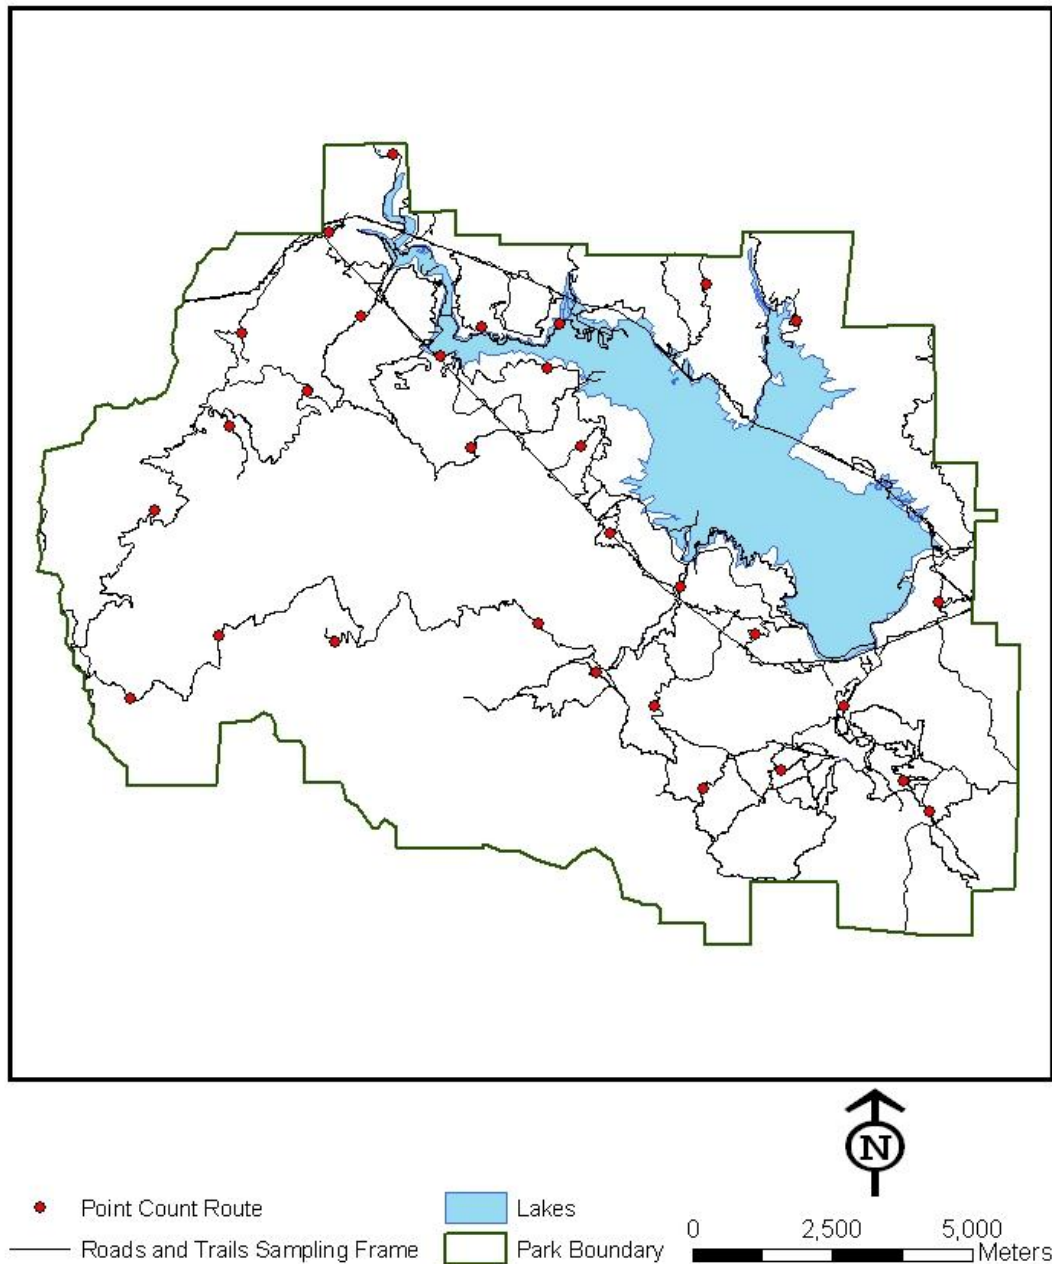 N
Point Count Route
Lakes
Roads and Trails Sampling Frame
Park Boundary
0 2,500 5,000
Meters